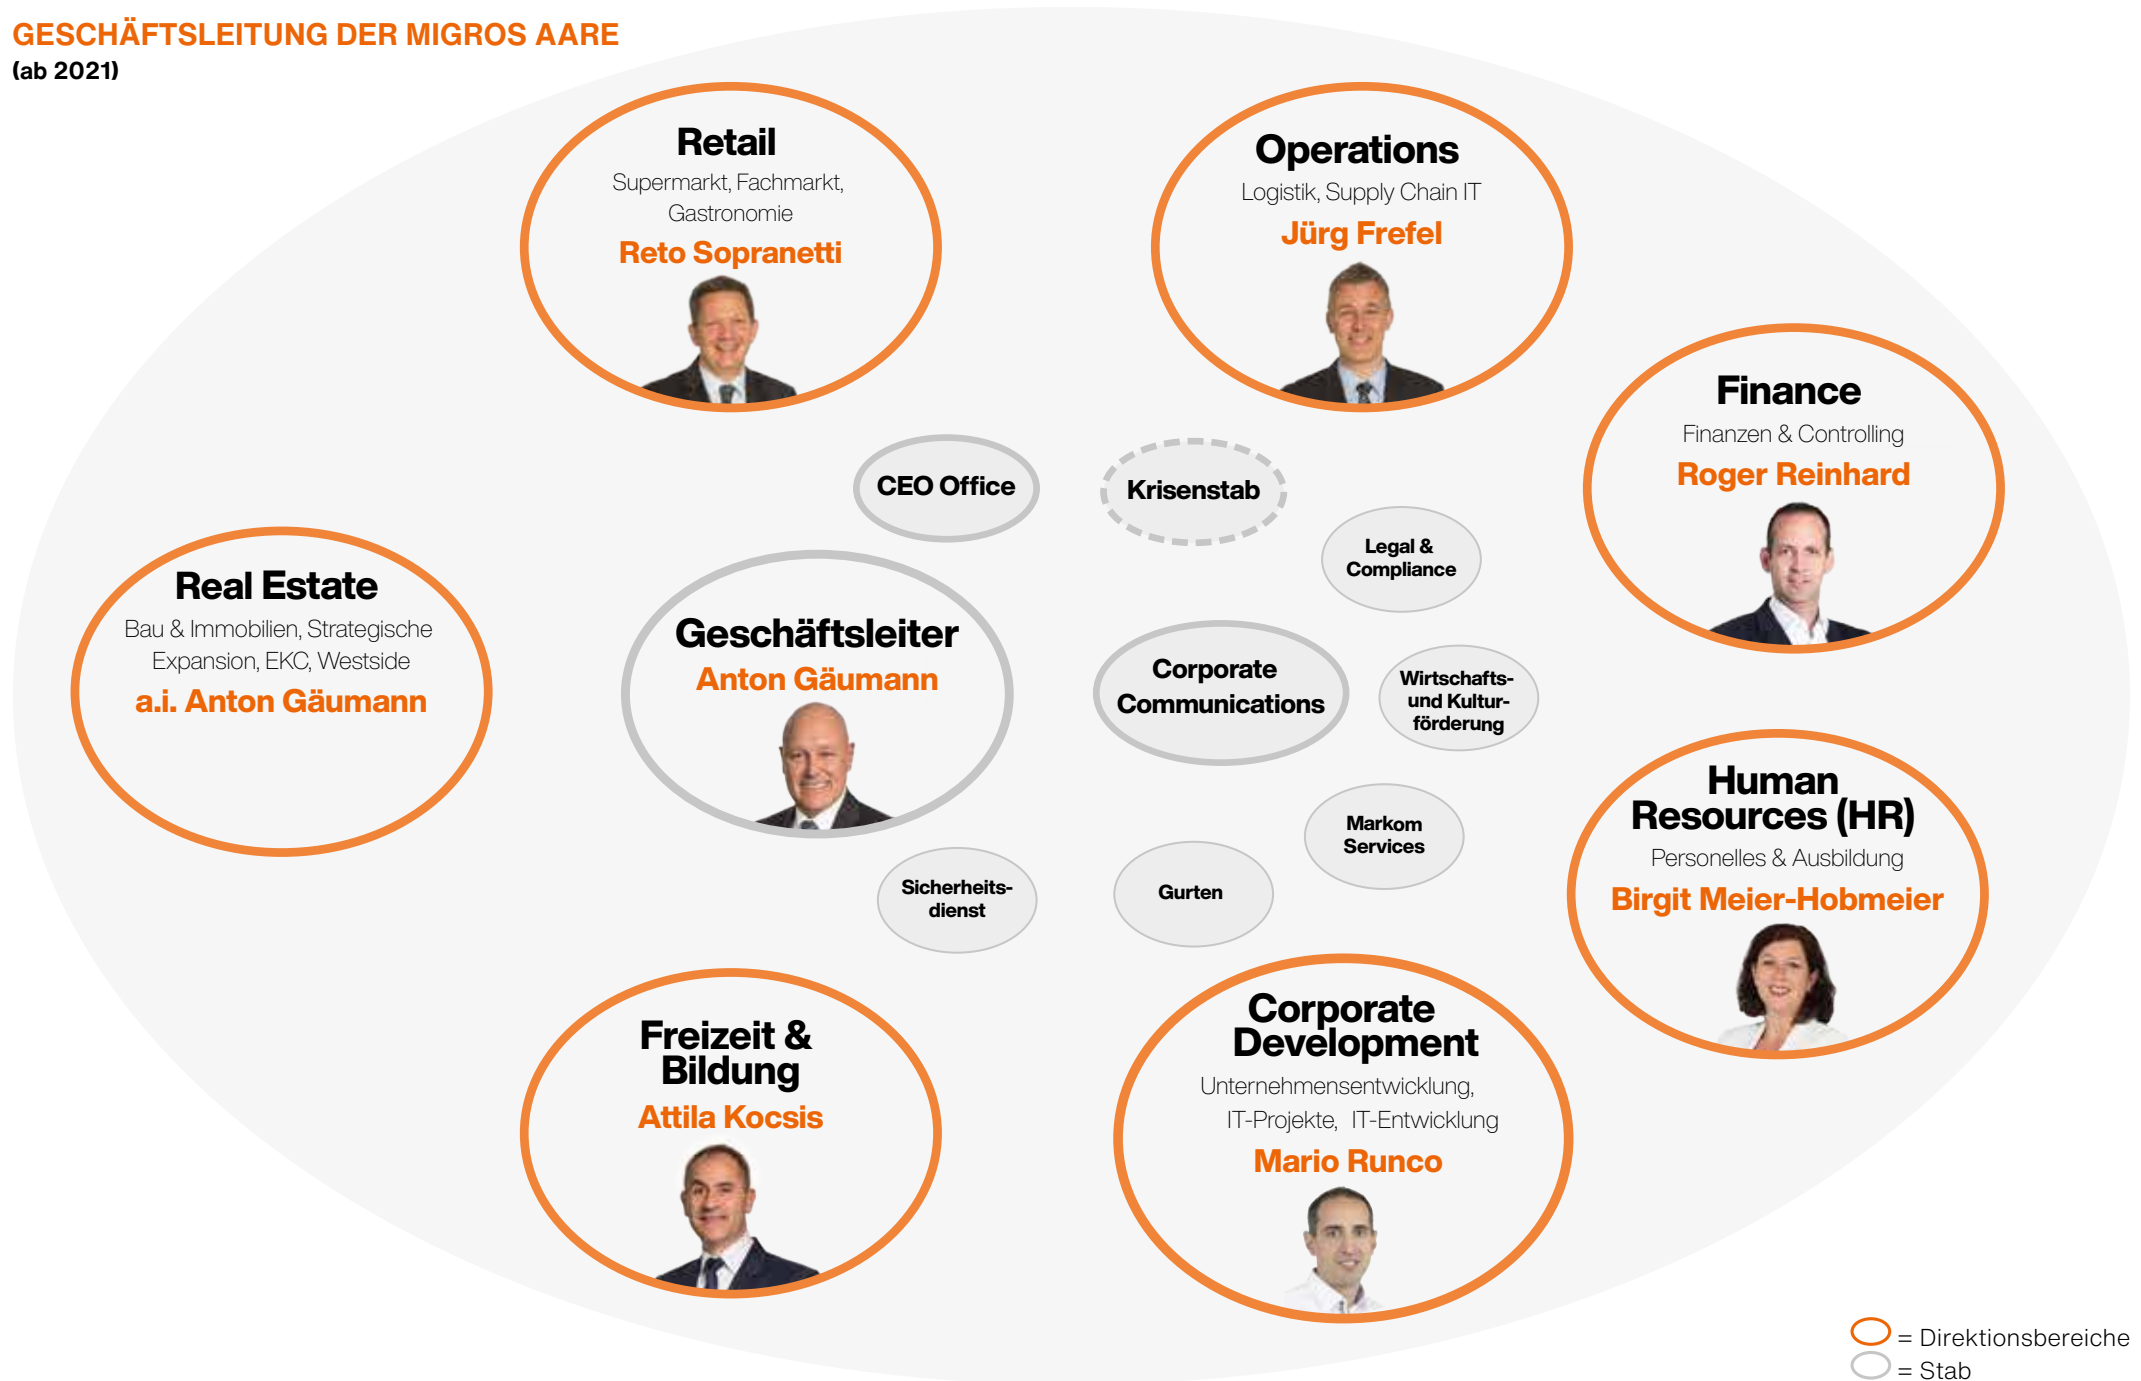 GESCHÄFTSLEITUNG DER MIGROS AARE
(ab 2021)
Retail
Supermarkt, Fachmarkt,
Gastronomie
Reto Sopranetti
Operations
Logistik, Supply Chain IT
Jürg Frefel
Finance
Finanzen & Controlling
Roger Reinhard
CEO Office
Krisenstab
Legal &
Compliance
Real Estate
Bau & Immobilien, Strategische
Expansion, EKC, Westside
a.i. Anton Gäumann
Geschäftsleiter
Anton Gäumann
Corporate
Communications
Wirtschafts-
und Kultur-
förderung
Human
Resources (HR)
Personelles & Ausbildung
Birgit Meier-Hobmeier
Markom
Services
Sicherheits-
dienst
Gurten
Freizeit &
Bildung
Attila Kocsis
Corporate
Development
Unternehmensentwicklung,
IT-Projekte, IT-Entwicklung
Mario Runco
= Direktionsbereiche
= Stab